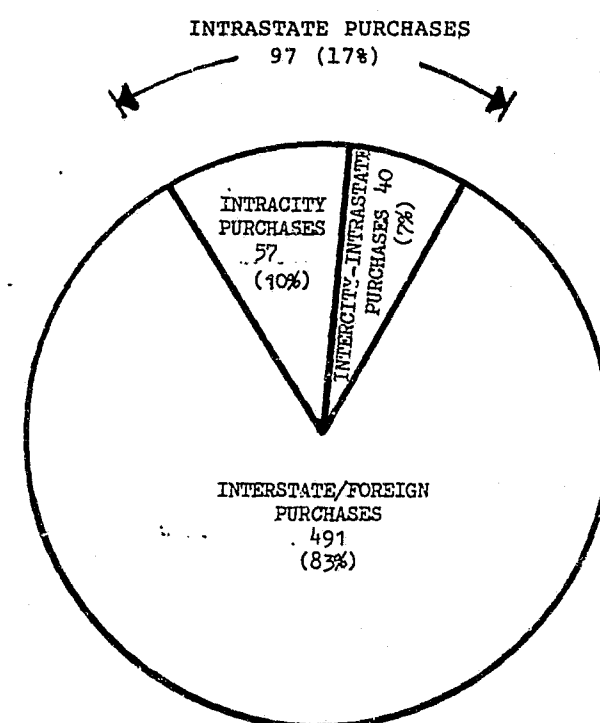 INTRASTATE PURCHASES
97 (17%)
INTRACITY
PURCHASES
57
(10%)
INTERCITY-INTRASTATE
PURCHASES 40
(7%)
INTERSTATE/FOREIGN
PURCHASES
491
(83%)